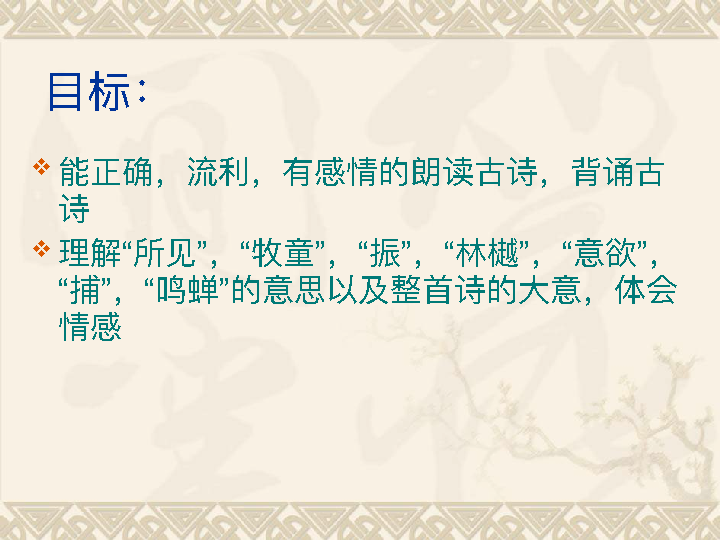 目标：
能正确，流利，有感情的朗读古诗，背诵古
诗
理解“所见”，“牧童”，“振”，“林樾”，“意欲”，
“捕”，“鸣蝉”的意思以及整首诗的大意，体会
情感